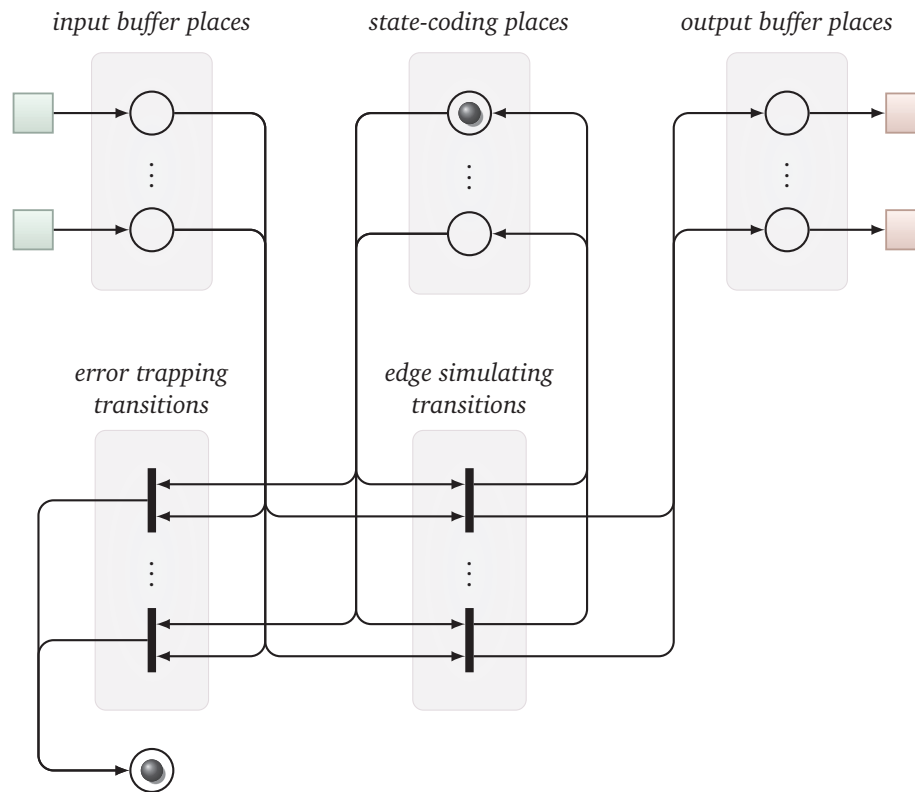 input buffer places
state-coding places
output buffer places
error trapping
transitions
edge simulating
transitions